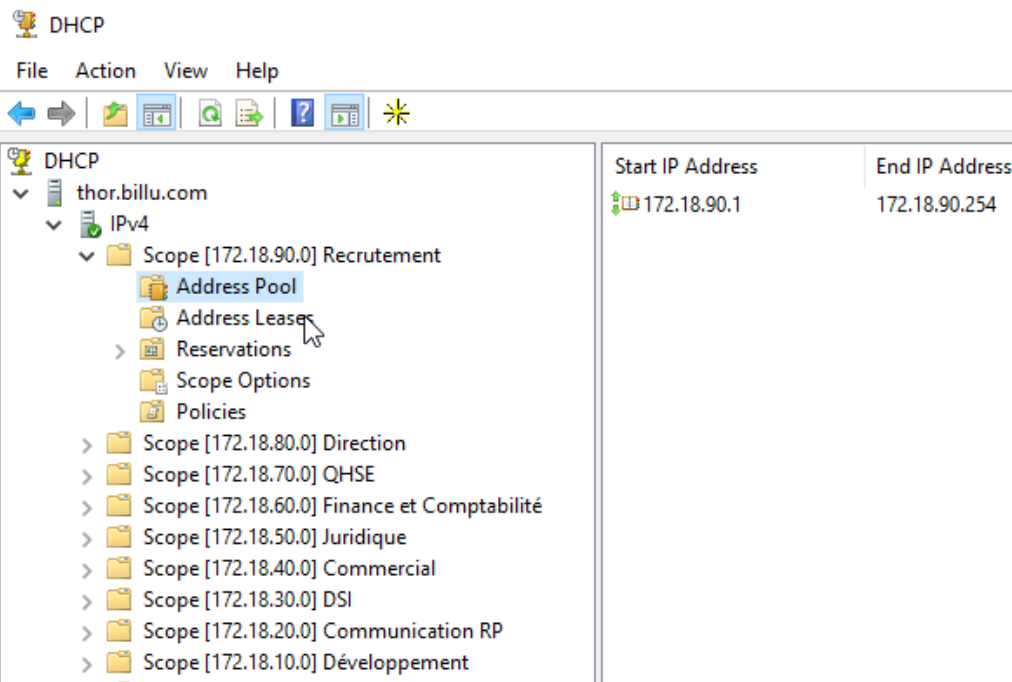 DHCP
File Action View Help
DHCP
thor.billu.com
IPv4
Scope [172.18.90.0] Recrutement
Address Pool
Address Leases
Reservations
Scope Options
Policies
Scope [172.18.80.0] Direction
Scope [172.18.70.0] QHSE
Scope [172.18.60.0] Finance et Comptabilité
Scope [172.18.50.0] Juridique
Scope [172.18.40.0] Commercial
Scope [172.18.30.0] DSI
Scope [172.18.20.0] Communication RP
Scope [172.18.10.0] Développement
Start IP Address End IP Address
172.18.90.1 172.18.90.254